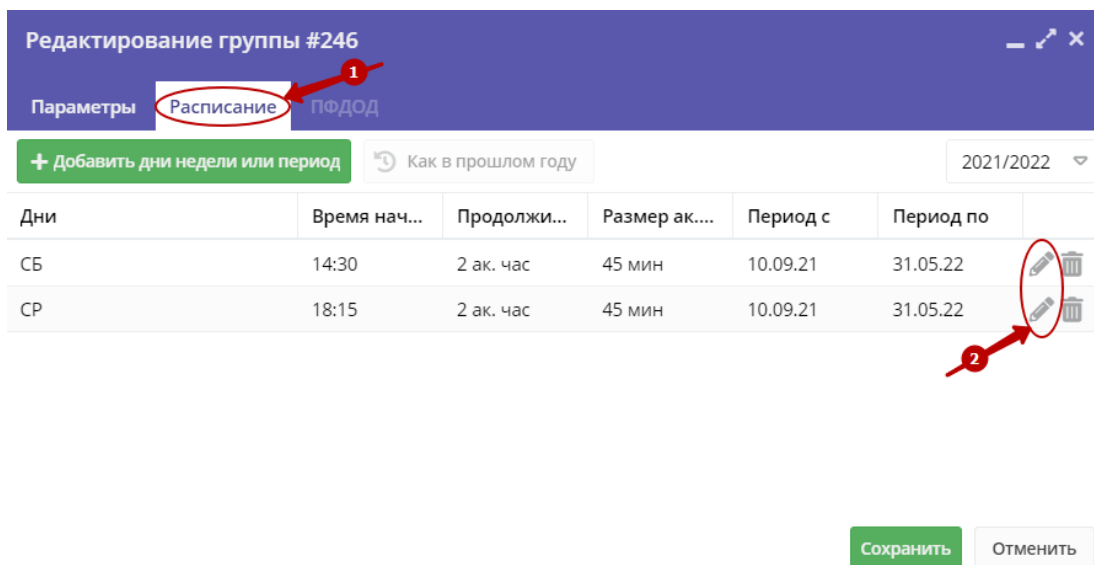 Редактирование группы #246
1
Параметры Расписание ПФДОД
+ Добавить дни недели или период Как в прошлом году 2021/2022
Дни Время нач... Продолжи... Размер ак.... Период с Период по
СБ 14:30 2 ак. час 45 мин 10.09.21 31.05.22
СР 18:15 2 ак. час 45 мин 10.09.21 31.05.22
2
Сохранить Отменить